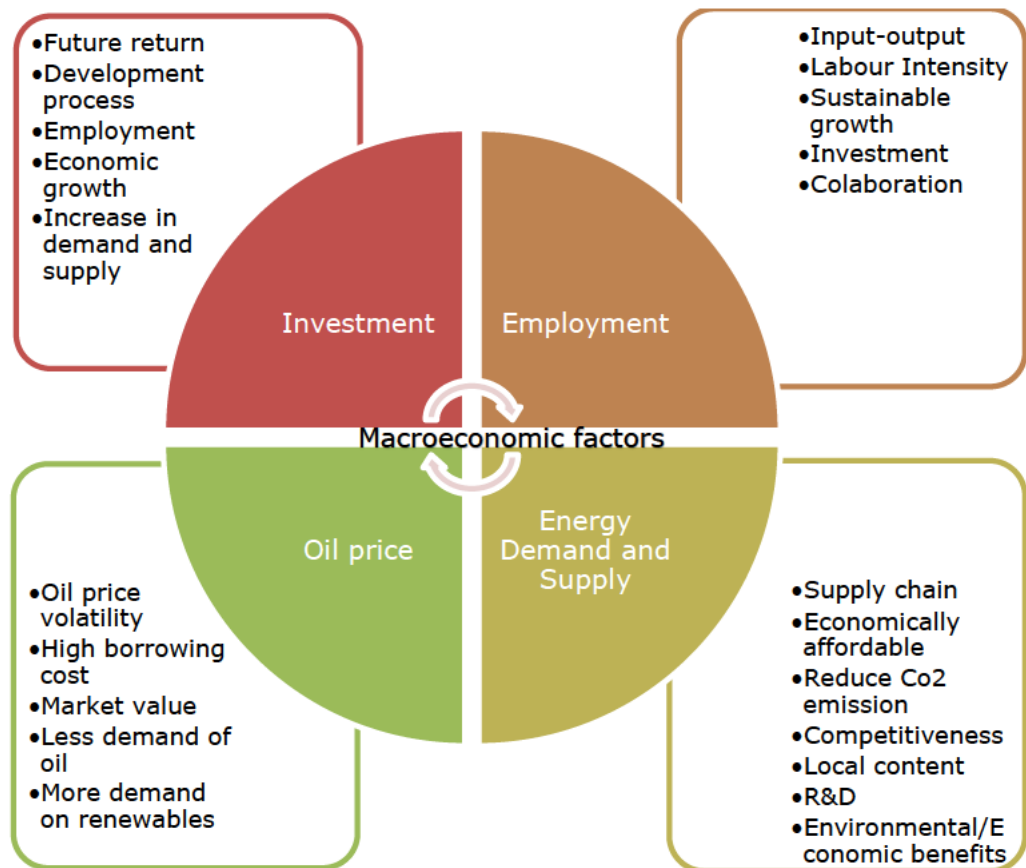 •Future return
•Development
process
•Employment
•Economic
growth
•Increase in
demand and
supply
•Input-output
•Labour Intensity
•Sustainable
growth
•Investment
•Colaboration
Investment
Employment
Macroeconomic factors
Oil price
Energy
Demand and
Supply
•Oil price
volatility
•High borrowing
cost
•Market value
•Less demand of
oil
•More demand
on renewables
•Supply chain
•Economically
affordable
•Reduce Co2
emission
•Competitiveness
•Local content
•R&D
•Environmental/E
conomic benefits